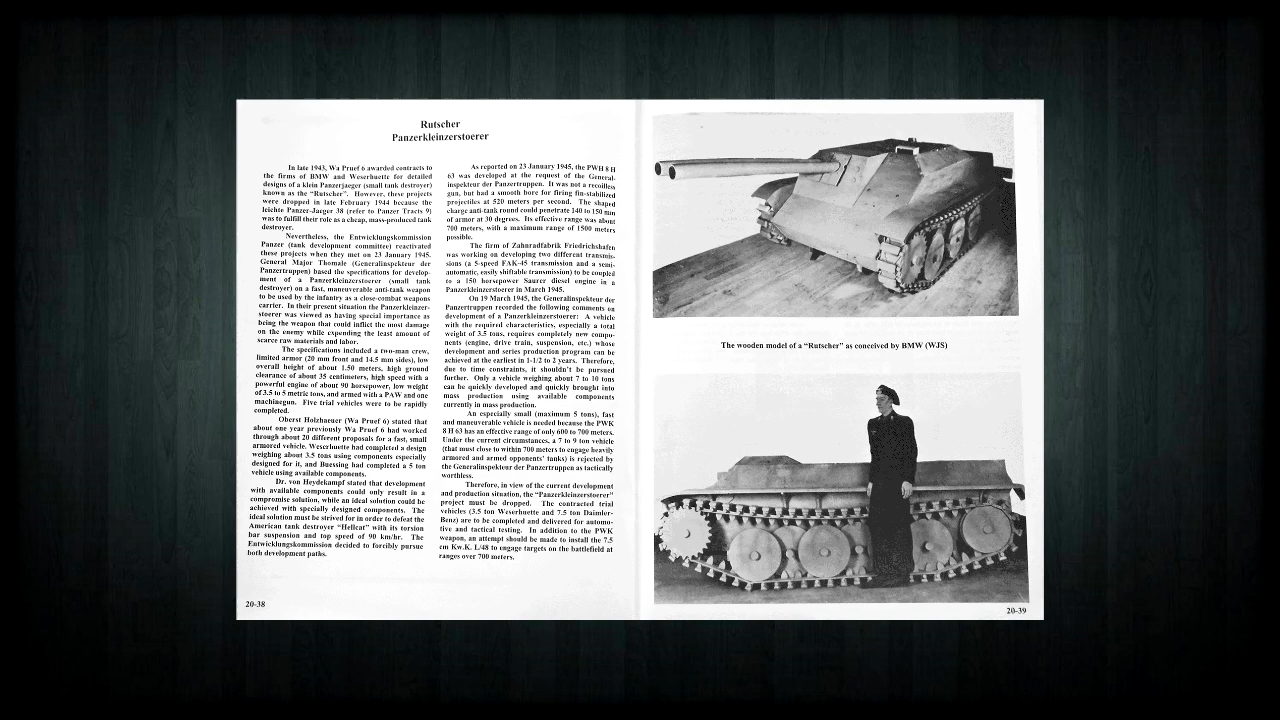 Rutscher
Panzerkleinzerstoerer
In late 1943, Wa Pruef 6 awarded contracts to
the firms of BMW and Weserhuette for detailed
designs of a klein Panzerjaeger (small tank destroyer)
known as the “Rutscher”. However, these projects
were dropped in late February 1944 because the
leichte Panzer-Jaeger 38 (refer to Panzer Tracts 9)
was to fulfill their role as a cheap, mass-produced tank
destroyer.
Nevertheless, the Entwicklungskommission
Panzer (tank development committee) reactivated
these projects when they met on 23 January 1945.
General Major Thomale (Generalinspekteur der
Panzertruppen) based the specifications for develop-
ment of a Panzerkleinzerstoerer (small tank
destroyer) on a fast, maneuverable anti-tank weapon
to be used by the infantry as a close-combat weapons
carrier. In their present situation the Panzerkleinzer-
stoerer was viewed as having special importance as
being the weapon that could inflict the most damage
on the enemy while expending the least amount of
scarce raw materials and labor.
The specifications included a two-man crew,
limited armor (20 mm front and 14.5 mm sides), low
overall height of about 1.50 meters, high ground
clearance of about 35 centimeters, high speed with a
powerful engine of about 90 horsepower, low weight
of 3.5 to 5 metric tons, and armed with a PAW and one
machinegun. Five trial vehicles were to be rapidly
completed.
Oberst Holzhaeuer (Wa Pruef 6) stated that
about one year previously Wa Pruef 6 had worked
through about 20 different proposals for a fast, small
armored vehicle. Weserhuette had completed a design
weighing about 3.5 tons using components especially
designed for it, and Buessing had completed a 5 ton
vehicle using available components.
Dr. von Heydekampf stated that development
with available components could only result in a
compromise solution, while an ideal solution could be
achieved with specially designed components. The
ideal solution must be strived for in order to defeat the
American tank destroyer “Hellcat” with its torsion
bar suspension and top speed of 90 km/hr. The
Entwicklungskommission decided to forcibly pursue
both development paths.
20-38
As reported on 23 January 1945, the PWH 8 H
63 was developed at the request of the General-
inspekteur der Panzertruppen. It was not a recoilless
gun, but had a smooth bore for firing fin-stabilized
projectiles at 520 meters per second. The shaped
charge anti-tank round could penetrate 140 to 150 mm
of armor at 30 degrees. Its effective range was about
700 meters, with a maximum range of 1500 meters
possible.
The firm of Zahnradfabrik Friedrichshafen
was working on developing two different transmis-
sions (a 5-speed FAK-45 transmission and a semi-
automatic, easily shiftable transmission) to be coupled
to a 150 horsepower Saurer diesel engine in a
Panzerkleinzerstoerer in March 1945.
On 19 March 1945, the Generalinspekteur der
Panzertruppen recorded the following comments on
development of a Panzerkleinzerstoerer: A vehicle
with the required characteristics, especially a total
weight of 3.5 tons, requires completely new compo-
nents (engine, drive train, suspension, etc.) whose
development and series production program can be
achieved at the earliest in 1-1/2 to 2 years. Therefore,
due to time constraints, it shouldn't be pursued
further. Only a vehicle weighing about 7 to 10 tons
can be quickly developed and quickly brought into
mass production using available components
currently in mass production.
An especially small (maximum 5 tons), fast
and maneuverable vehicle is needed because the PWK
8 H 63 has an effective range of only 600 to 700 meters.
Under the current circumstances, a 7 to 9 ton vehicle
(that must close to within 700 meters to engage heavily
armored and armed opponents' tanks) is rejected by
the Generalinspekteur der Panzertruppen as tactically
worthless.
Therefore, in view of the current development
and production situation, the “Panzerkleinzerstoerer”
project must be dropped. The contracted trial
vehicles (3.5 ton Weserhuette and 7.5 ton Daimler-
Benz) are to be completed and delivered for automo-
tive and tactical testing. In addition to the PWK
weapon, an attempt should be made to install the 7.5
cm Kw.K. L/48 to engage targets on the battlefield at
ranges over 700 meters.
The wooden model of a “Rutscher” as conceived by BMW (WJS)
20-39